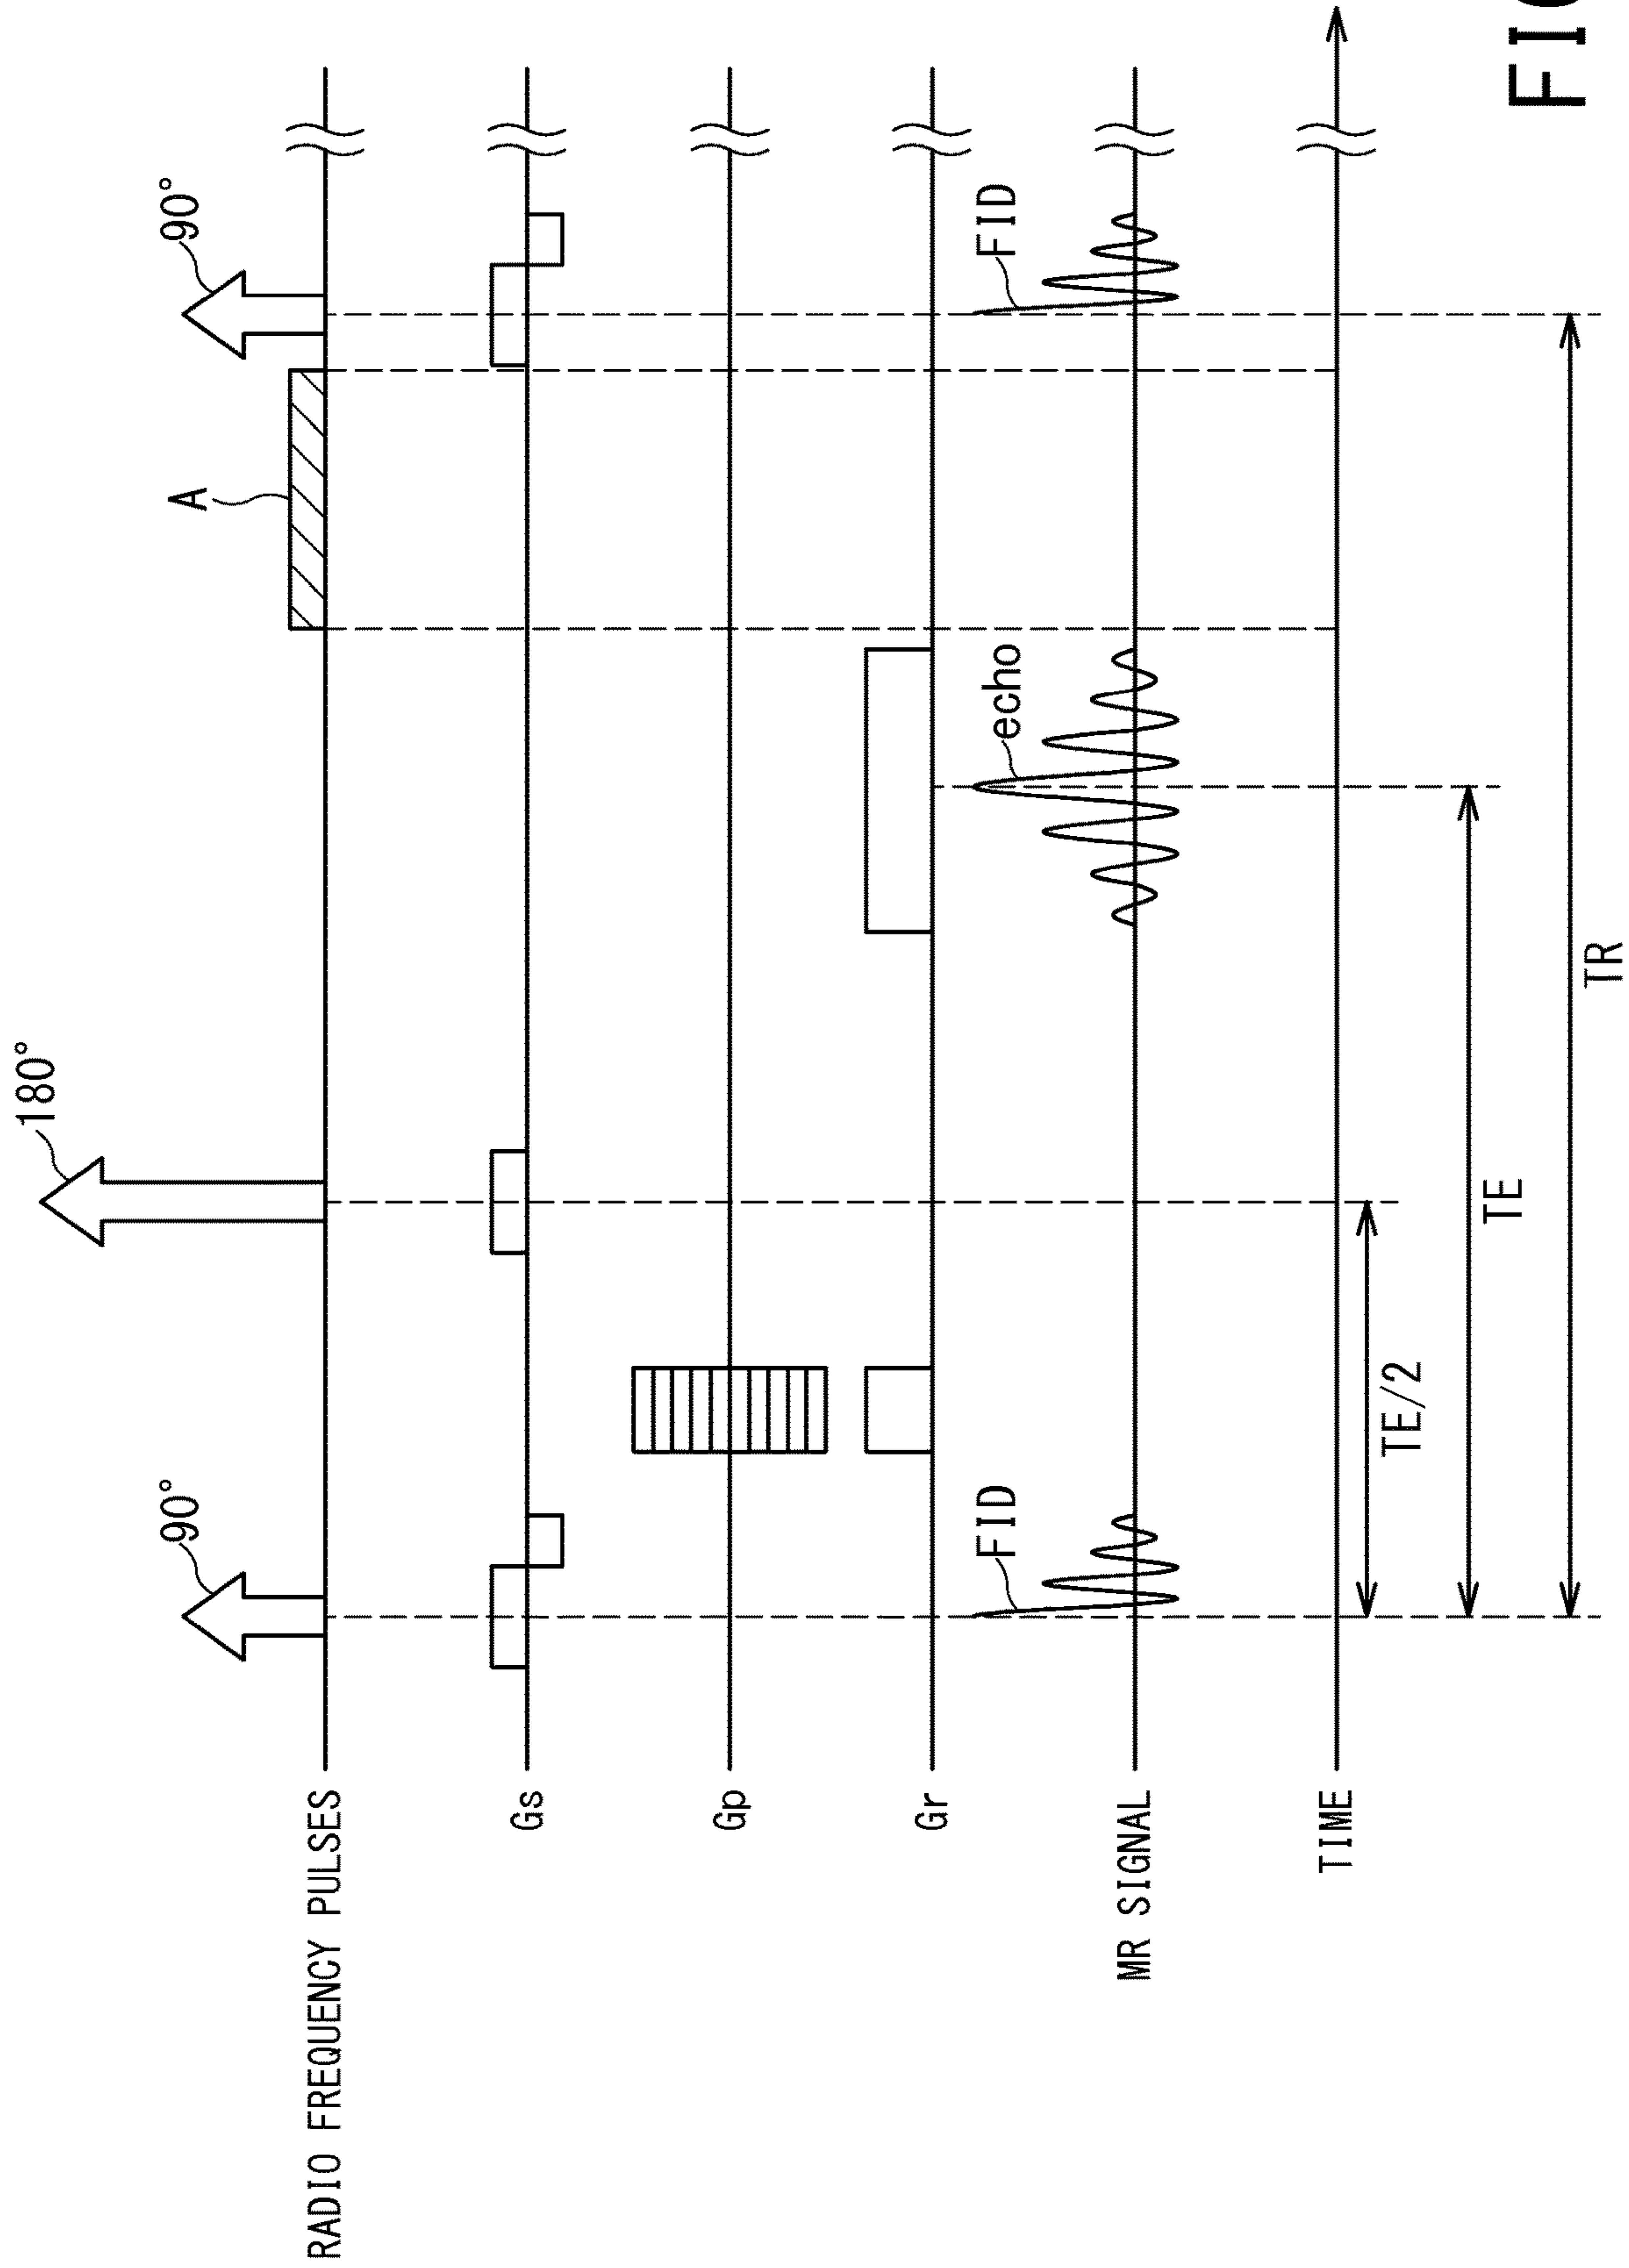 180°
90°
A
90°
RADIO FREQUENCY PULSES
Gs
Gp
Gr
FID
echo
FID
MR SIGNAL
TIME
TE/2
TE
TR